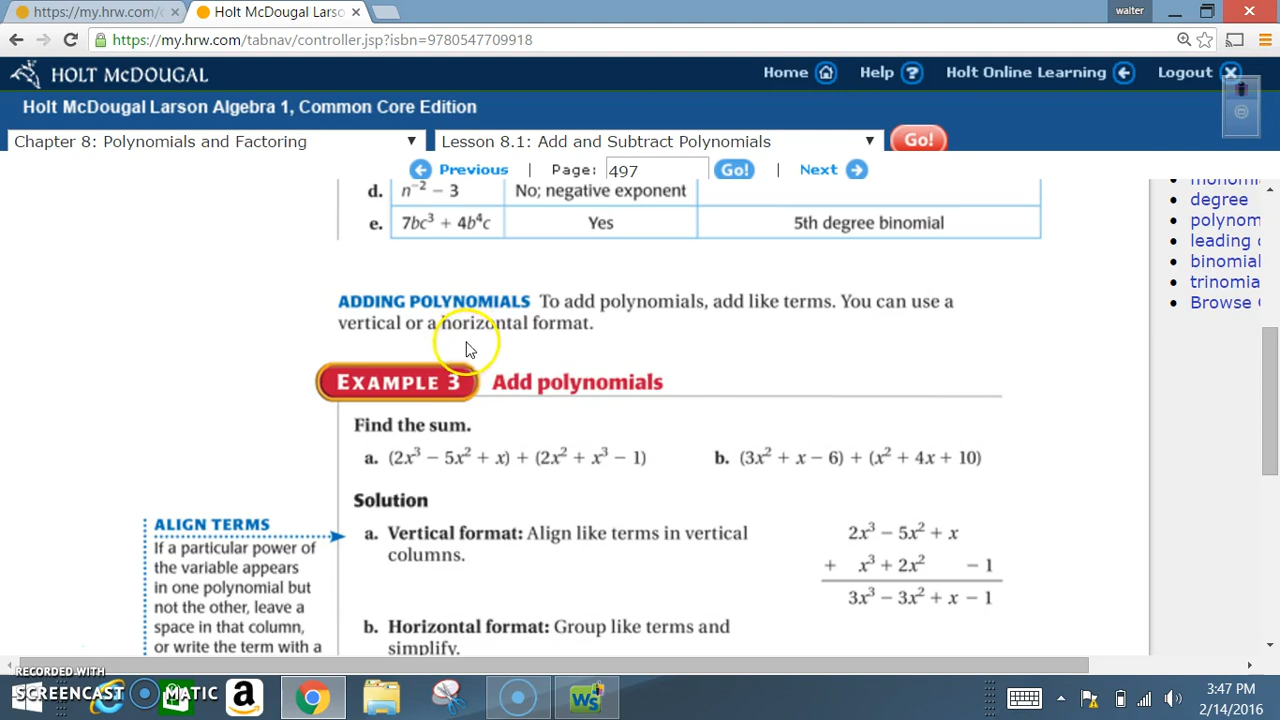 https://my.hrw.com/tabna
Holt McDougal Larso
walter
https://my.hrw.com/tabnav/controller.jsp?isbn=9780547709918
HOLT MCDOUGAL
Home
Help ?
Holt Online Learning
Logout
Holt McDougal Larson Algebra 1, Common Core Edition
Chapter 8: Polynomials and Factoring
Lesson 8.1: Add and Subtract Polynomials
Go!
Previous | Page: 497 Go! | Next
d. n⁻² − 3 No; negative exponent
e. 7bc³ + 4b⁴c Yes 5th degree binomial
degree
polynom
leading
binomial
trinomia
Browse
ADDING POLYNOMIALS To add polynomials, add like terms. You can use a
vertical or a horizontal format.
EXAMPLE 3 Add polynomials
Find the sum.
a. (2x³ − 5x² + x) + (2x² + x³ − 1) b. (3x² + x − 6) + (x² + 4x + 10)
Solution
a. Vertical format: Align like terms in vertical
columns.
2x³ − 5x² + x
+ x³ + 2x² − 1
3x³ − 3x² + x − 1
b. Horizontal format: Group like terms and
simplify.
ALIGN TERMS
If a particular power of
the variable appears
in one polynomial but
not the other, leave a
space in that column,
or write the term with a
RECORDED WITH
SCREENCAST MATIC
WS
3:47 PM
2/14/2016